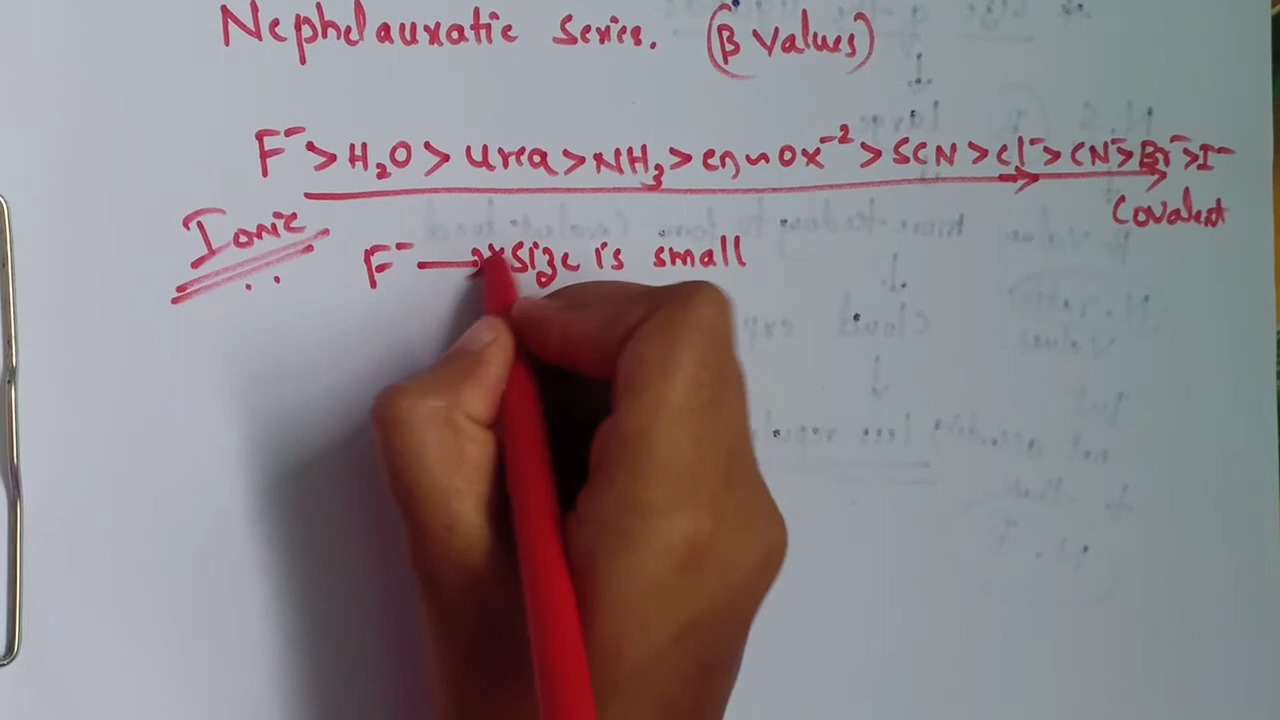 Nephelauxatic Series. (β values)
F⁻ > H₂O > Urea > NH₃ > en ~ Ox⁻² > SCN > Cl⁻ > CN⁻ > Br⁻ > I⁻
Ionic
Covalent
F⁻ → size is small